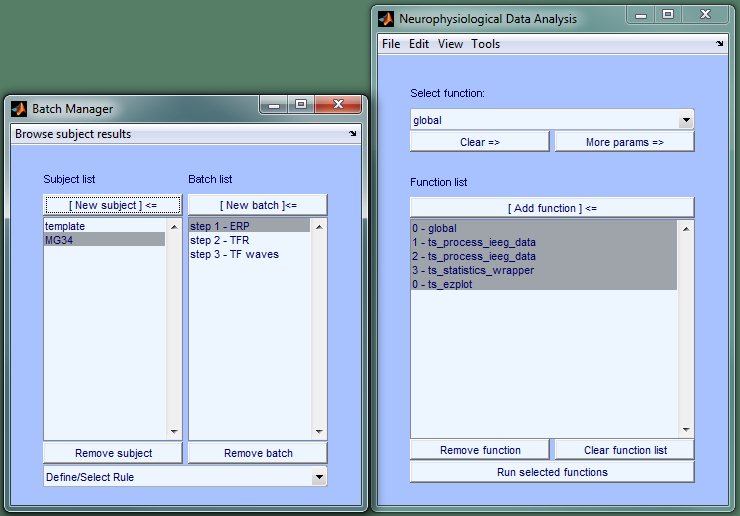 Batch Manager
Browse subject results
Subject list
Batch list
[ New subject ] <=
[ New batch ]<=
template
MG34
step 1 - ERP
step 2 - TFR
step 3 - TF waves
Remove subject
Remove batch
Define/Select Rule
Neurophysiological Data Analysis
File Edit View Tools
Select function:
global
Clear =>
More params =>
Function list
[ Add function ] <=
0 - global
1 - ts_process_ieeg_data
2 - ts_process_ieeg_data
3 - ts_statistics_wrapper
0 - ts_ezplot
Remove function
Clear function list
Run selected functions